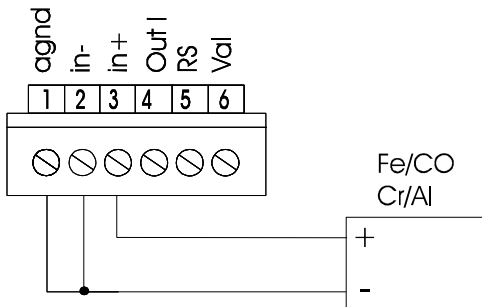 agnd in- in+ Out I RS Val
1 2 3 4 5 6
Fe/CO
Cr/Al
+
-